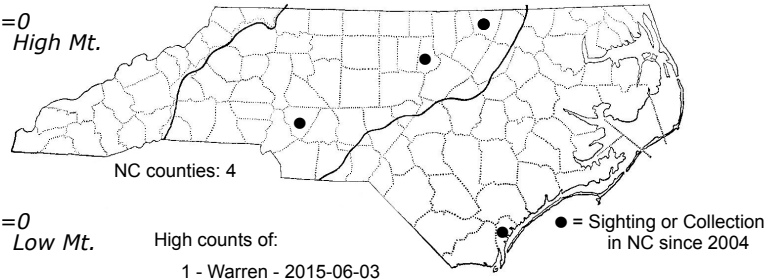 =0
High Mt.
NC counties: 4
=0
Low Mt.
High counts of:
1 - Warren - 2015-06-03
● = Sighting or Collection
in NC since 2004